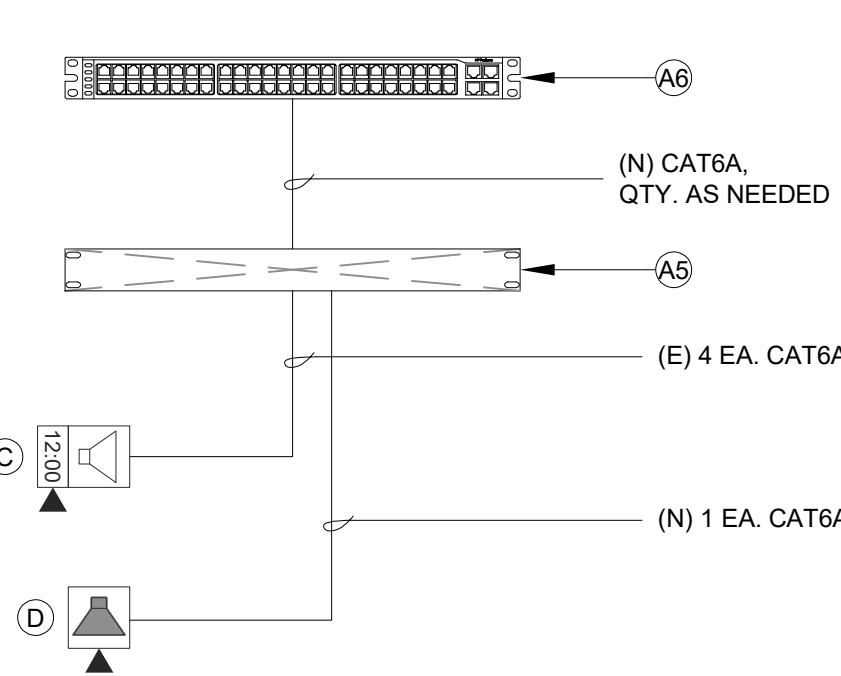 A6
(N) CAT6A,
QTY. AS NEEDED
A5
(E) 4 EA. CAT6A
C
12:00
(N) 1 EA. CAT6A
D